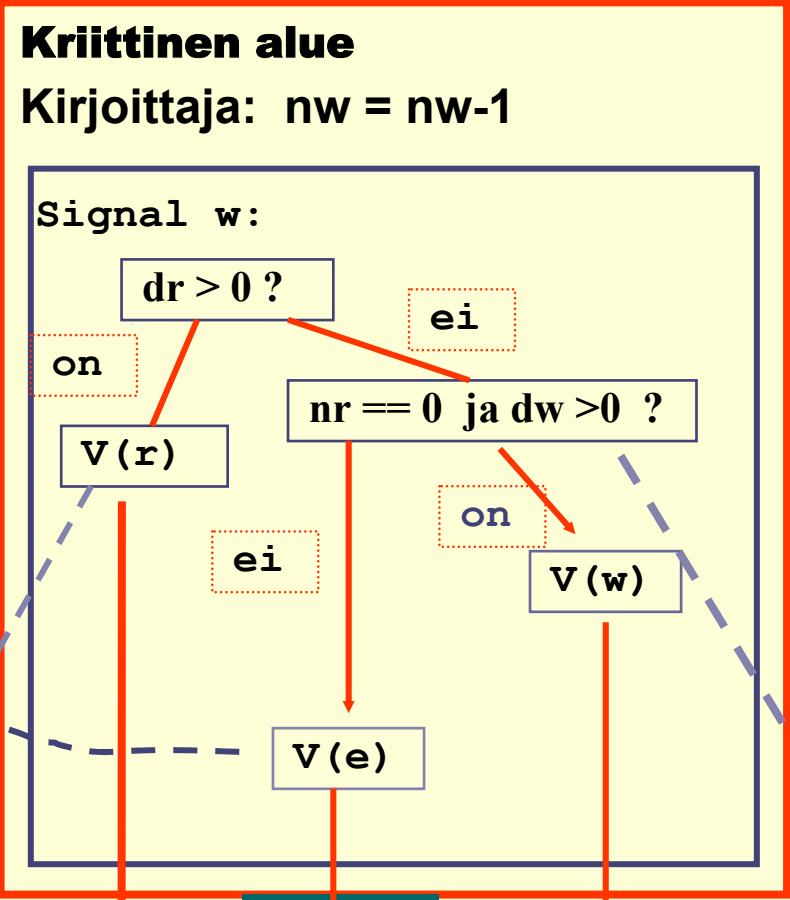 Kriittinen alue
Kirjoittaja: nw = nw-1
Signal w:
dr > 0 ?
ei
on
nr == 0 ja dw >0 ?
V(r)
on
ei
V(w)
V(e)